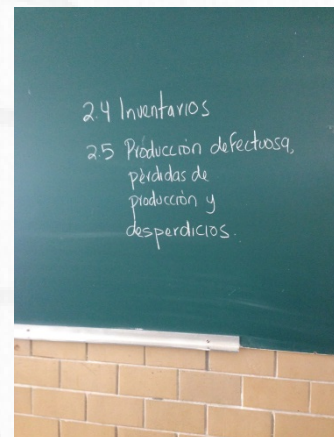 2.4 Inventarios
2.5 Producción defectuosa,
pérdidas de
producción y
desperdicios.